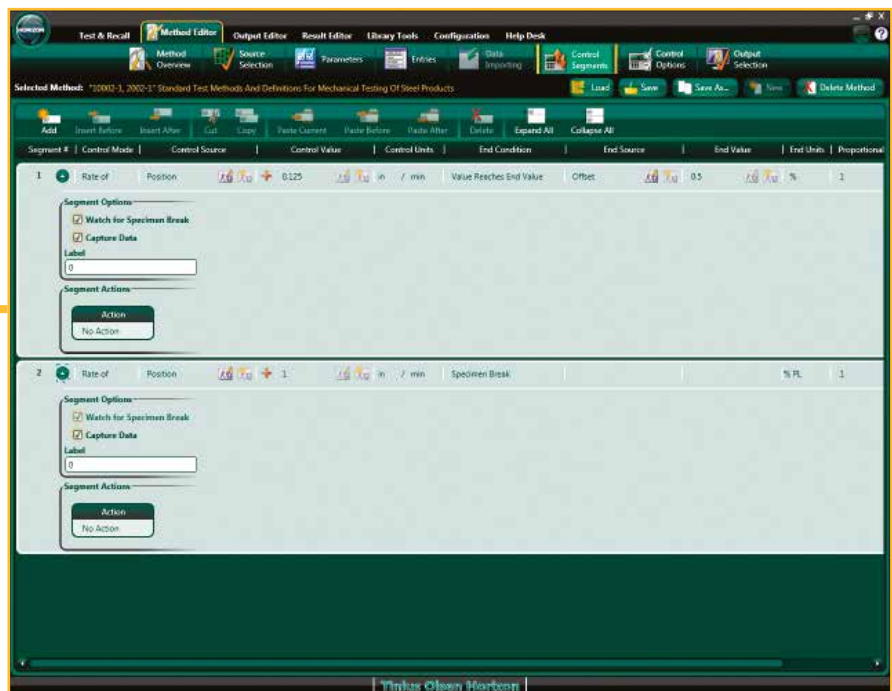 HORIZON
Test & Recall Method Editor Output Editor Result Editor Library Tools Configuration Help Desk
Method Overview Source Selection Parameters Entries Data Importing Control Segments Control Options Output Selection
Selected Method: "10002-1, 2002-1" Standard Test Methods And Definitions For Mechanical Testing Of Steel Products Load Save Save As... New Delete Method
Add Insert Before Insert After Cut Copy Paste Current Paste Before Paste After Delete Expand All Collapse All
Segment # | Control Mode | Control Source | Control Value | Control Units | End Condition | End Source | End Value | End Units | Proportional
1 Rate of Position 0.125 in / min Value Reaches End Value Offset 0.5 % 1
Segment Options
Watch for Specimen Break
Capture Data
Label
0
Segment Actions
Action
No Action
2 Rate of Position 1 in / min Specimen Break % PL 1
Segment Options
Watch for Specimen Break
Capture Data
Label
0
Segment Actions
Action
No Action
Tinius Olsen Horizon